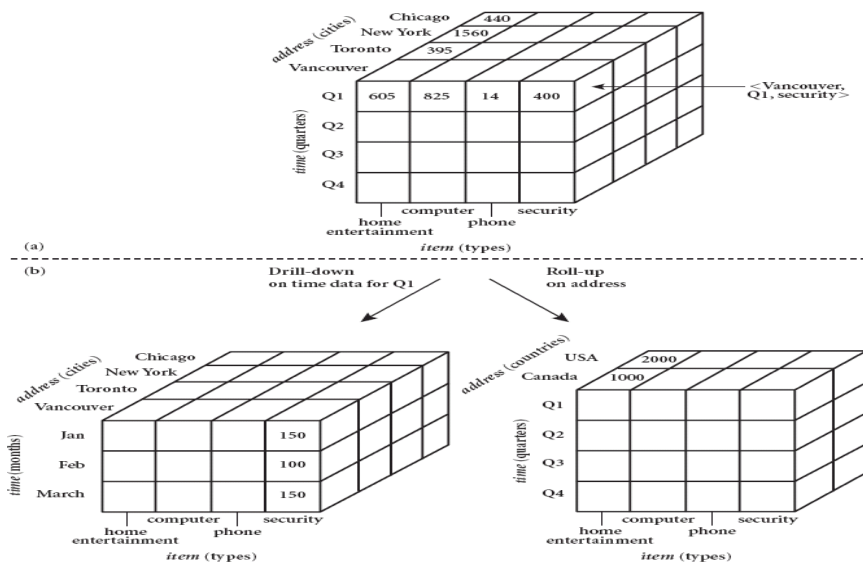 Chicago 440
New York 1560
Toronto 395
Vancouver
address (cities)
Q1 605 825 14 400
<Vancouver,
Q1, security>
Q2
Q3
Q4
time (quarters)
computer security
home phone
entertainment
item (types)
(a)
(b)
Drill-down
on time data for Q1
Roll-up
on address
Chicago
New York
Toronto
Vancouver
address (cities)
Jan 150
Feb 100
March 150
time (months)
computer security
home phone
entertainment
item (types)
USA 2000
Canada 1000
address (countries)
Q1
Q2
Q3
Q4
time (quarters)
computer security
home phone
entertainment
item (types)